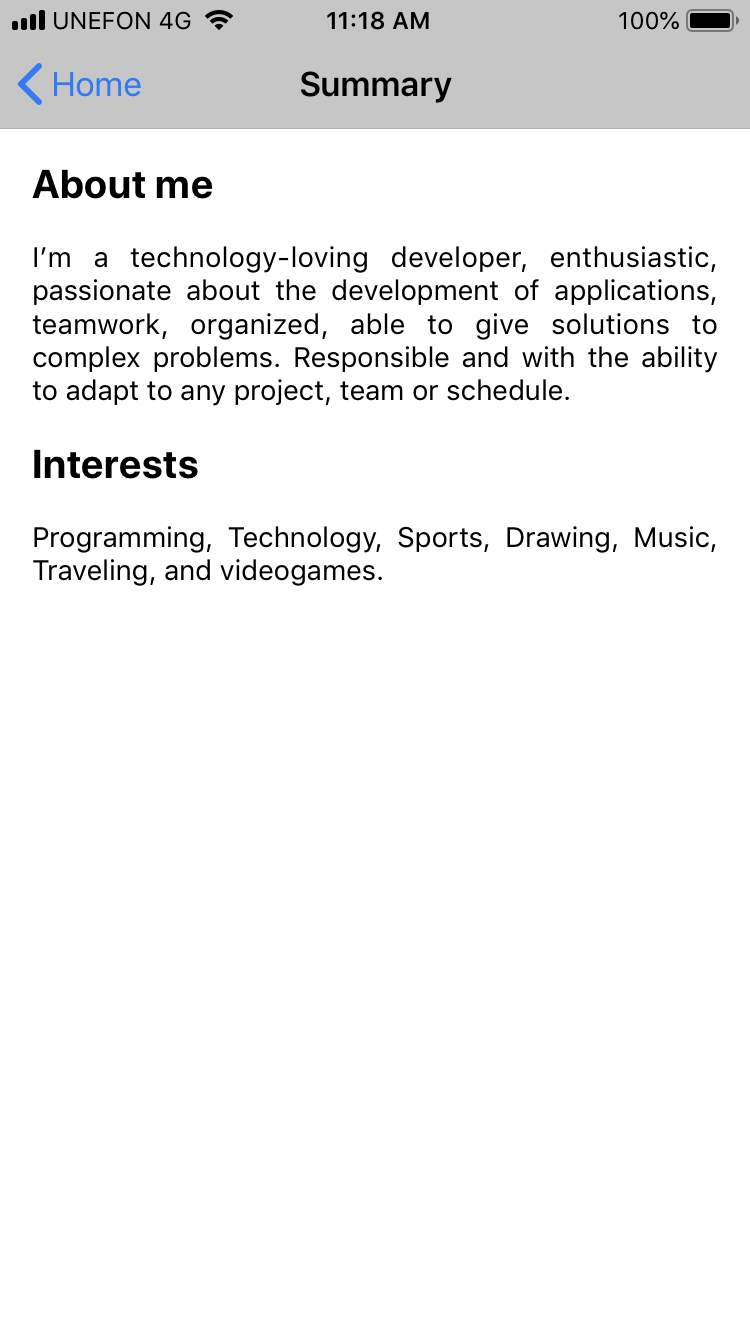 UNEFON 4G 11:18 AM 100%
Home Summary
About me
I’m a technology-loving developer, enthusiastic,
passionate about the development of applications,
teamwork, organized, able to give solutions to
complex problems. Responsible and with the ability
to adapt to any project, team or schedule.
Interests
Programming, Technology, Sports, Drawing, Music,
Traveling, and videogames.